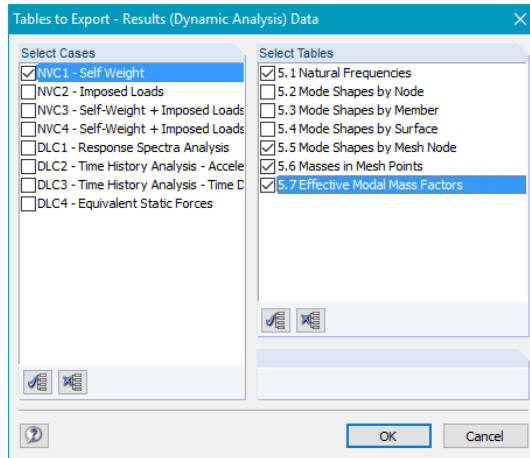 Tables to Export - Results (Dynamic Analysis) Data
Select Cases
NVC1 - Self Weight
NVC2 - Imposed Loads
NVC3 - Self-Weight + Imposed Loads
NVC4 - Self-Weight + Imposed Loads
DLC1 - Response Spectra Analysis
DLC2 - Time History Analysis - Accele
DLC3 - Time History Analysis - Time D
DLC4 - Equivalent Static Forces
Select Tables
5.1 Natural Frequencies
5.2 Mode Shapes by Node
5.3 Mode Shapes by Member
5.4 Mode Shapes by Surface
5.5 Mode Shapes by Mesh Node
5.6 Masses in Mesh Points
5.7 Effective Modal Mass Factors
OK
Cancel